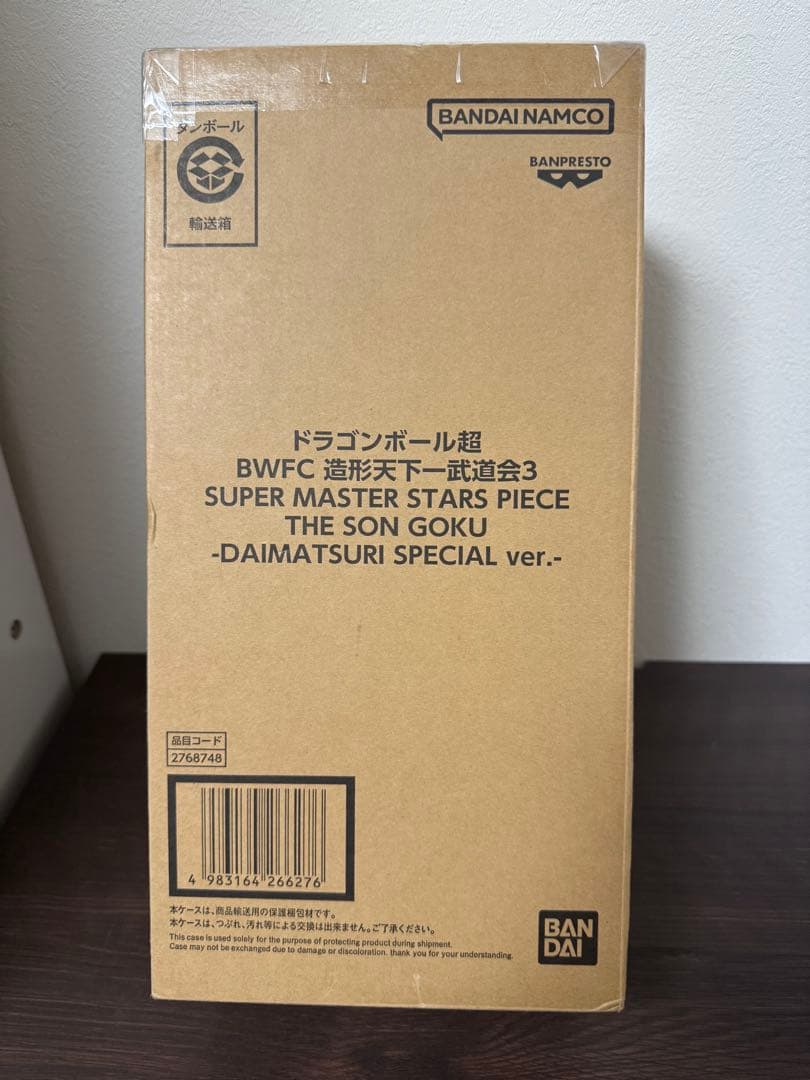 ダンボール
輸送箱
BANDAI NAMCO
BANPRESTO
ドラゴンボール超
BWFC 造形天下一武道会3
SUPER MASTER STARS PIECE
THE SON GOKU
-DAIMATSURI SPECIAL ver.-
品目コード
2768748
4 983164 266276
本ケースは、商品輸送用の保護梱包材です。
本ケースは、つぶれ、汚れ等による交換は出来ません。ご了承ください。
This case is used solely for the purpose of protecting product during shipment.
Case may not be exchanged due to damage or discoloration. thank you for your understanding.
BAN
DAI